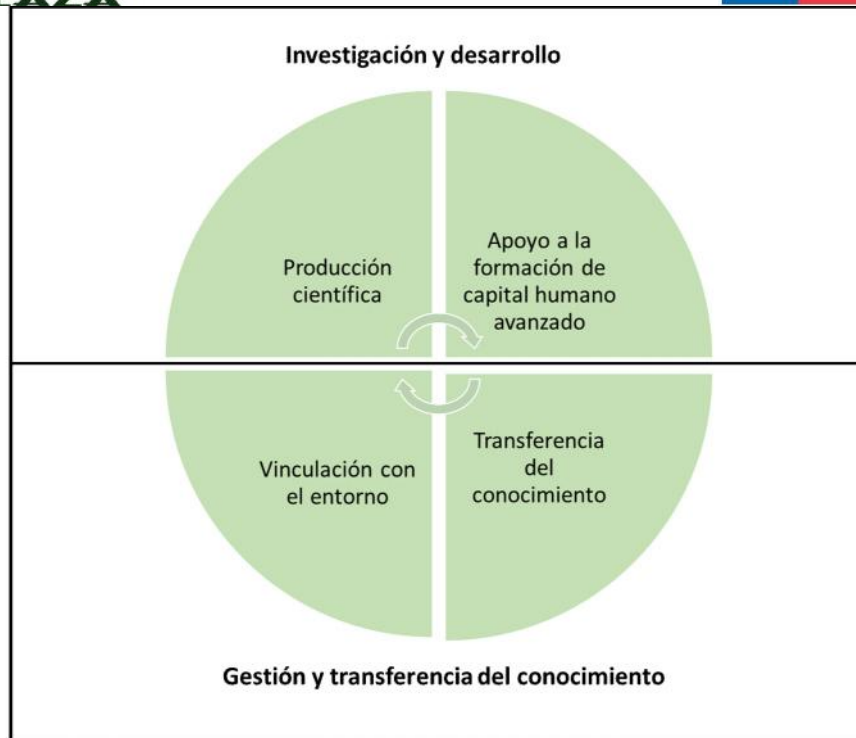 Investigación y desarrollo
Producción
científica
Apoyo a la
formación de
capital humano
avanzado
Vinculación con
el entorno
Transferencia
del
conocimiento
Gestión y transferencia del conocimiento